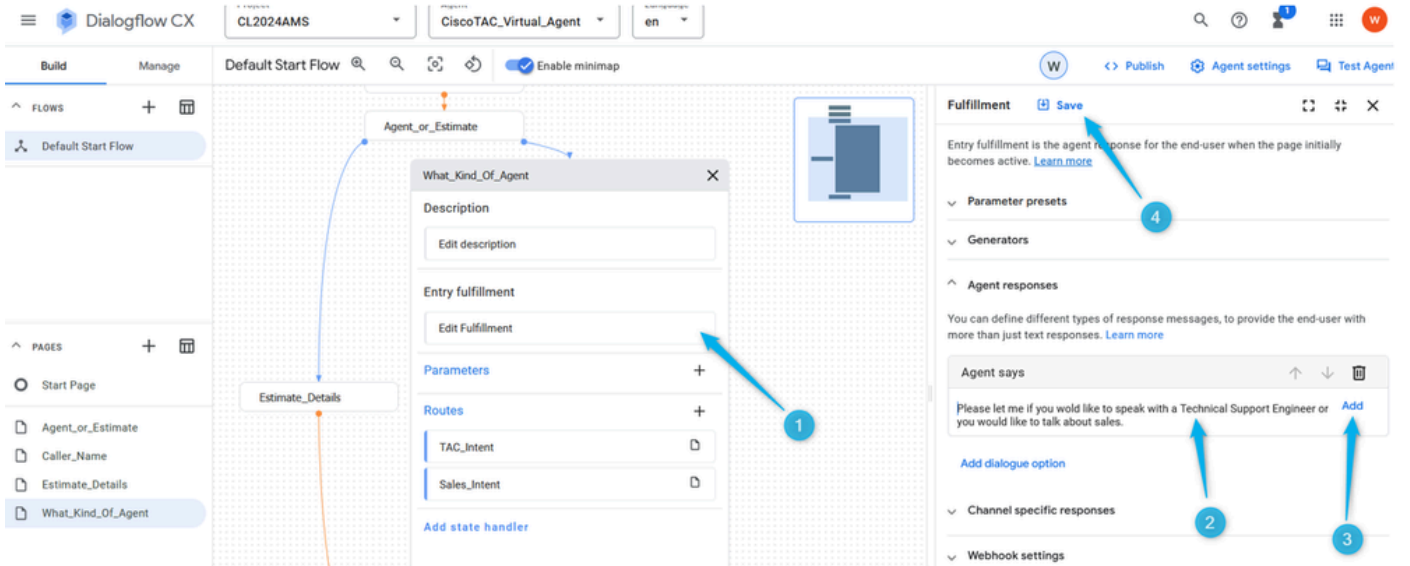 Dialogflow CX
Project
CL2024AMS
Agent
CiscoTAC_Virtual_Agent
Language
en
1
W
Build
Manage
Default Start Flow
Enable minimap
W
Publish
Agent settings
Test Agent
FLOWS
Default Start Flow
PAGES
Start Page
Agent_or_Estimate
Caller_Name
Estimate_Details
What_Kind_Of_Agent
Agent_or_Estimate
Estimate_Details
What_Kind_Of_Agent
Description
Edit description
Entry fulfillment
Edit Fulfillment
Parameters
Routes
TAC_Intent
Sales_Intent
Add state handler
1
Fulfillment
Save
Entry fulfillment is the agent response for the end-user when the page initially
becomes active. Learn more
Parameter presets
4
Generators
Agent responses
You can define different types of response messages, to provide the end-user with
more than just text responses. Learn more
Agent says
Please let me if you wold like to speak with a Technical Support Engineer or
you would like to talk about sales.
Add
Add dialogue option
Channel specific responses
2
3
Webhook settings